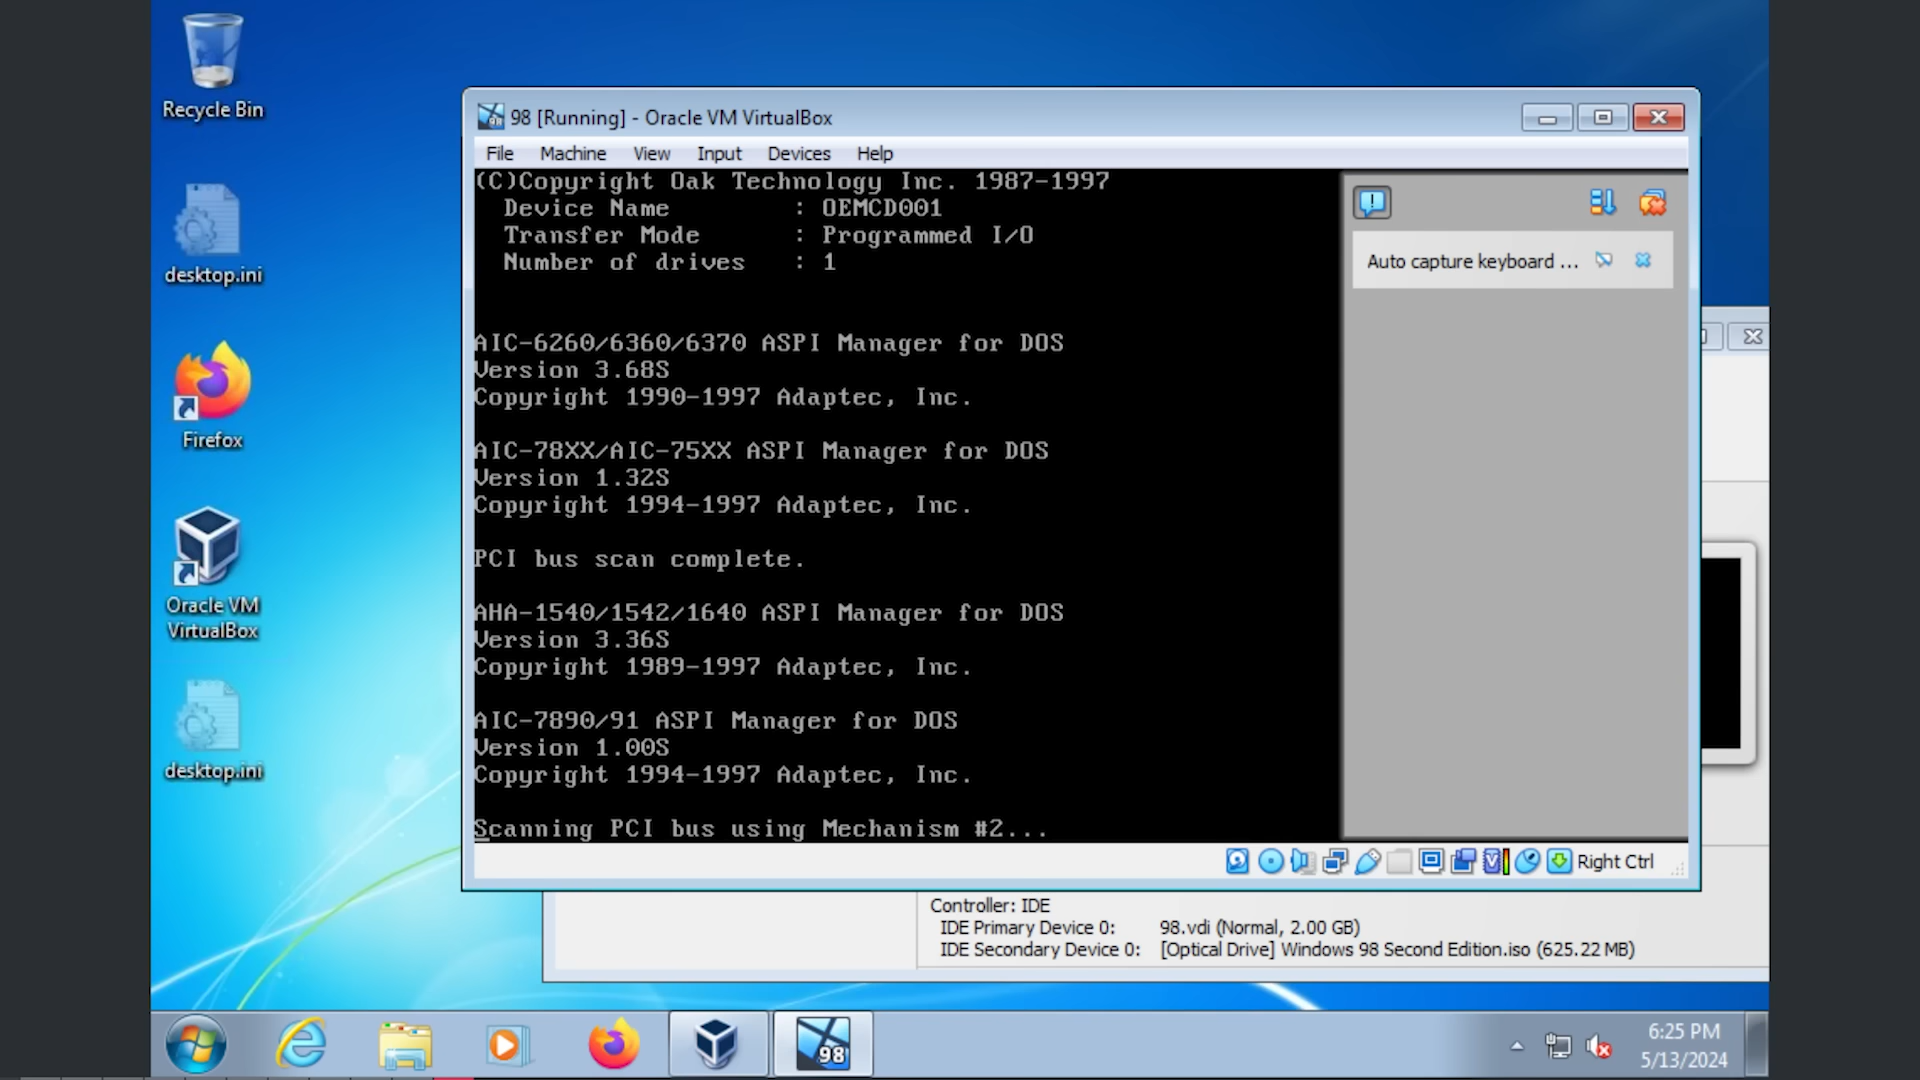 Recycle Bin
desktop.ini
Firefox
Oracle VM
VirtualBox
desktop.ini
98 [Running] - Oracle VM VirtualBox
File Machine View Input Devices Help
(C)Copyright Oak Technology Inc. 1987-1997
Device Name : OEMCD001
Transfer Mode : Programmed I/O
Number of drives : 1
AIC-6260/6360/6370 ASPI Manager for DOS
Version 3.68S
Copyright 1990-1997 Adaptec, Inc.
AIC-78XX/AIC-75XX ASPI Manager for DOS
Version 1.32S
Copyright 1994-1997 Adaptec, Inc.
PCI bus scan complete.
AHA-1540/1542/1640 ASPI Manager for DOS
Version 3.36S
Copyright 1989-1997 Adaptec, Inc.
AIC-7890/91 ASPI Manager for DOS
Version 1.00S
Copyright 1994-1997 Adaptec, Inc.
Scanning PCI bus using Mechanism #2...
Auto capture keyboard ...
Right Ctrl
Controller: IDE
IDE Primary Device 0: 98.vdi (Normal, 2.00 GB)
IDE Secondary Device 0: [Optical Drive] Windows 98 Second Edition.iso (625.22 MB)
98
6:25 PM
5/13/2024